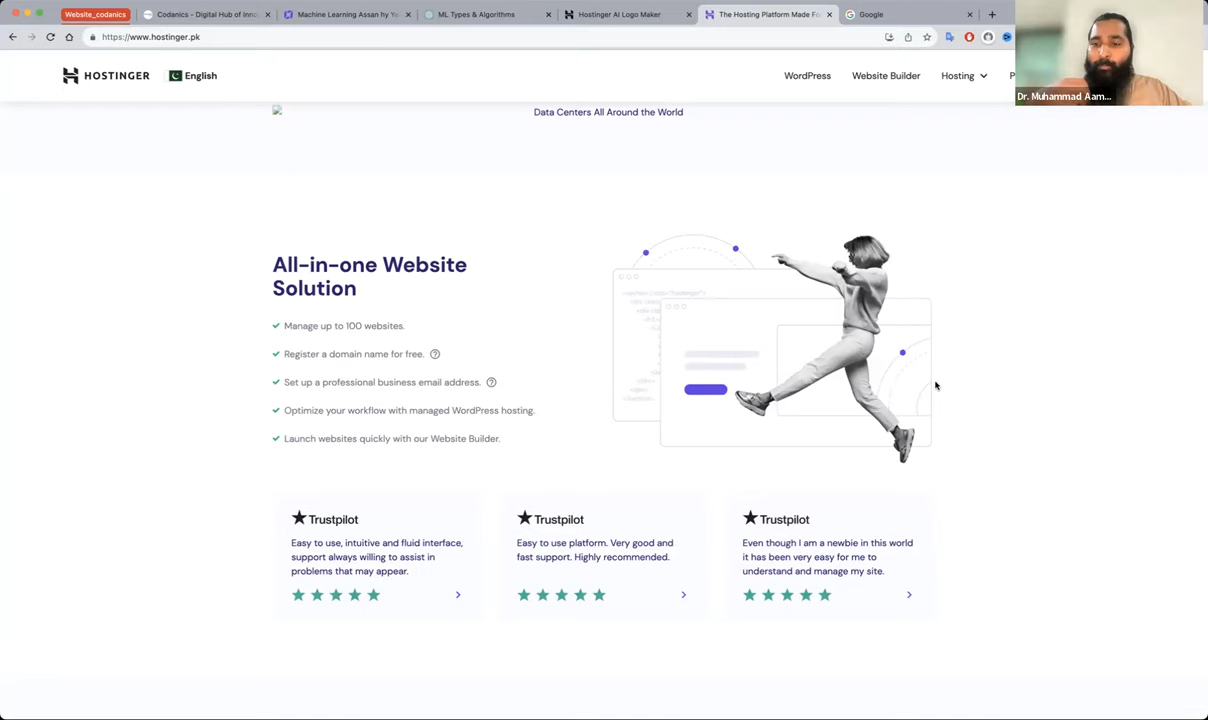 Website_codanics
Codanics - Digital Hub of Inno
Machine Learning Assan hy Yo
ML Types & Algorithms
Hostinger AI Logo Maker
The Hosting Platform Made Fo
Google
https://www.hostinger.pk
HOSTINGER
English
WordPress
Website Builder
Hosting
P
Dr. Muhammad Aam...
Data Centers All Around the World
All-in-one Website
Solution
Manage up to 100 websites.
Register a domain name for free.
Set up a professional business email address.
Optimize your workflow with managed WordPress hosting.
Launch websites quickly with our Website Builder.
Trustpilot
Easy to use, intuitive and fluid interface,
support always willing to assist in
problems that may appear.
Trustpilot
Easy to use platform. Very good and
fast support. Highly recommended.
Trustpilot
Even though I am a newbie in this world
it has been very easy for me to
understand and manage my site.